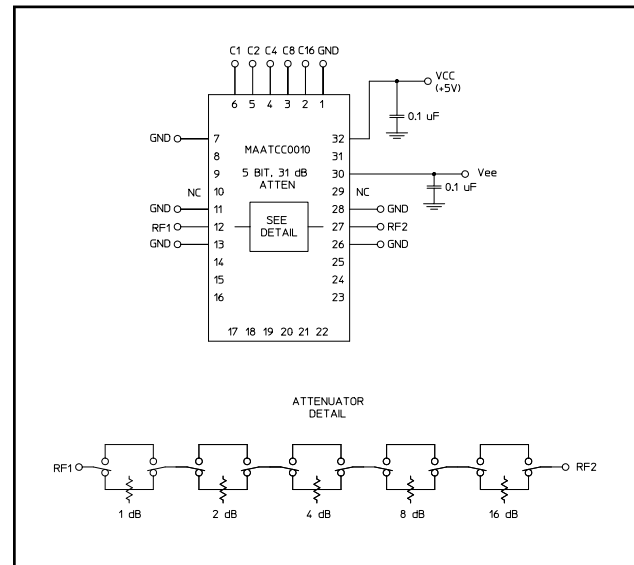 C1 C2 C4 C8 C16 GND
6 5 4 3 2 1
VCC
(+5V)
0.1 uF
GND 7 32
8 MAATCC0010 31
9 5 BIT, 31 dB 30 Vee
ATTEN
NC 10 29 NC
0.1 uF
GND 11 28 GND
RF1 12 SEE 27 RF2
DETAIL
GND 13 26 GND
14 25
15 24
16 23
17 18 19 20 21 22
ATTENUATOR
DETAIL
RF1 RF2
1 dB 2 dB 4 dB 8 dB 16 dB